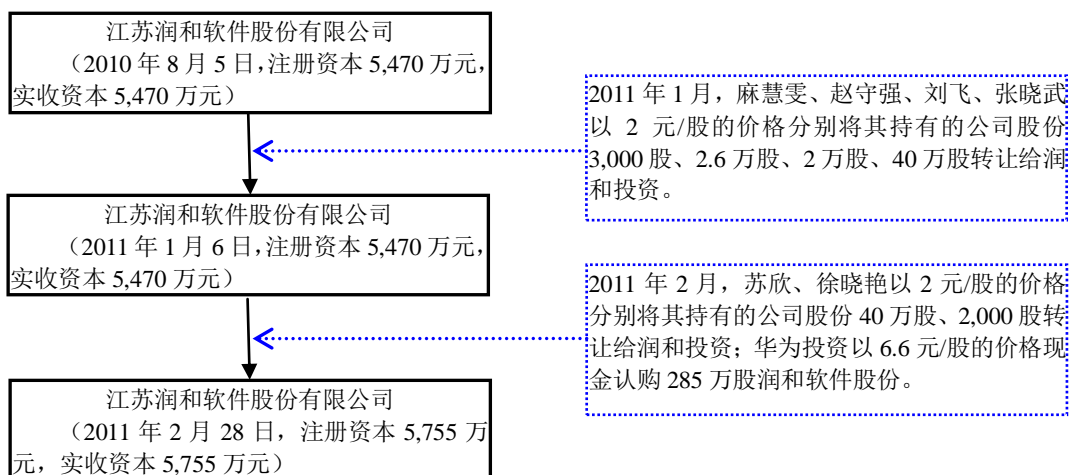 江苏润和软件股份有限公司
（2010 年 8 月 5 日，注册资本 5,470 万元，
实收资本 5,470 万元）
2011 年 1 月，麻慧雯、赵守强、刘飞、张晓武
以 2 元/股的价格分别将其持有的公司股份
3,000 股、2.6 万股、2 万股、40 万股转让给润
和投资。
江苏润和软件股份有限公司
（2011 年 1 月 6 日，注册资本 5,470 万元，
实收资本 5,470 万元）
2011 年 2 月，苏欣、徐晓艳以 2 元/股的价格
分别将其持有的公司股份 40 万股、2,000 股转
让给润和投资；华为投资以 6.6 元/股的价格现
金认购 285 万股润和软件股份。
江苏润和软件股份有限公司
（2011 年 2 月 28 日，注册资本 5,755 万
元，实收资本 5,755 万元）